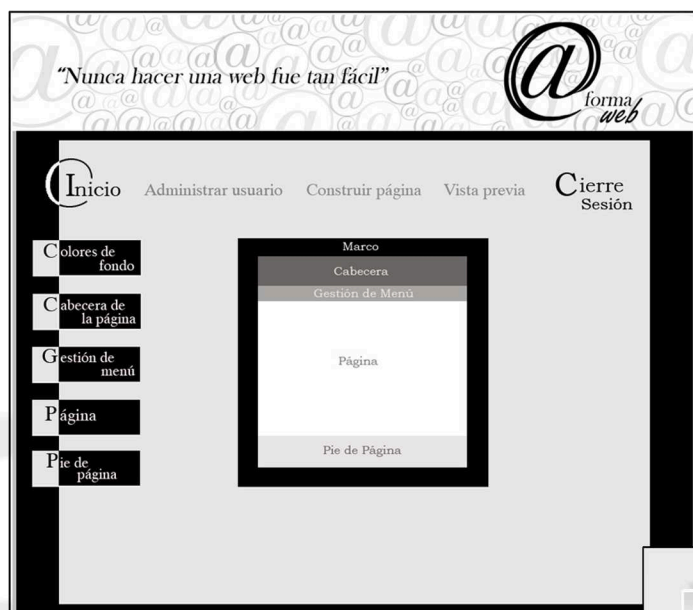 “Nunca hacer una web fue tan fácil”
@
forma
web
Inicio
Administrar usuario
Construir página
Vista previa
Cierre
Sesión
Colores de
fondo
Cabecera de
la página
Gestión de
menú
Página
Pie de
página
Marco
Cabecera
Gestión de Menú
Página
Pie de Página